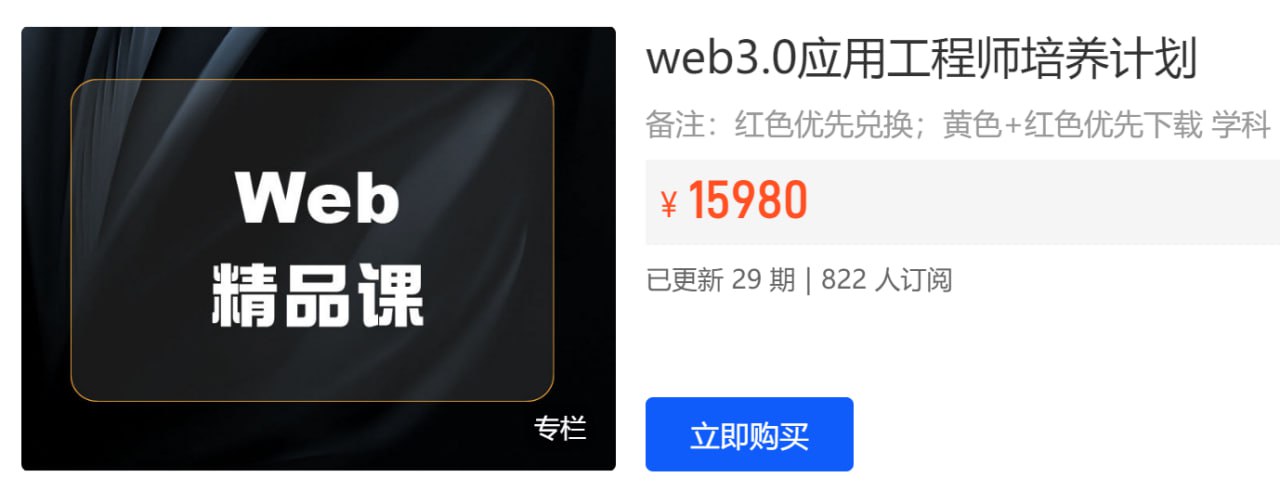 Web
精品课
专栏
web3.0应用工程师培养计划
备注：红色优先兑换；黄色+红色优先下载 学科
¥ 15980
已更新 29 期 | 822 人订阅
立即购买